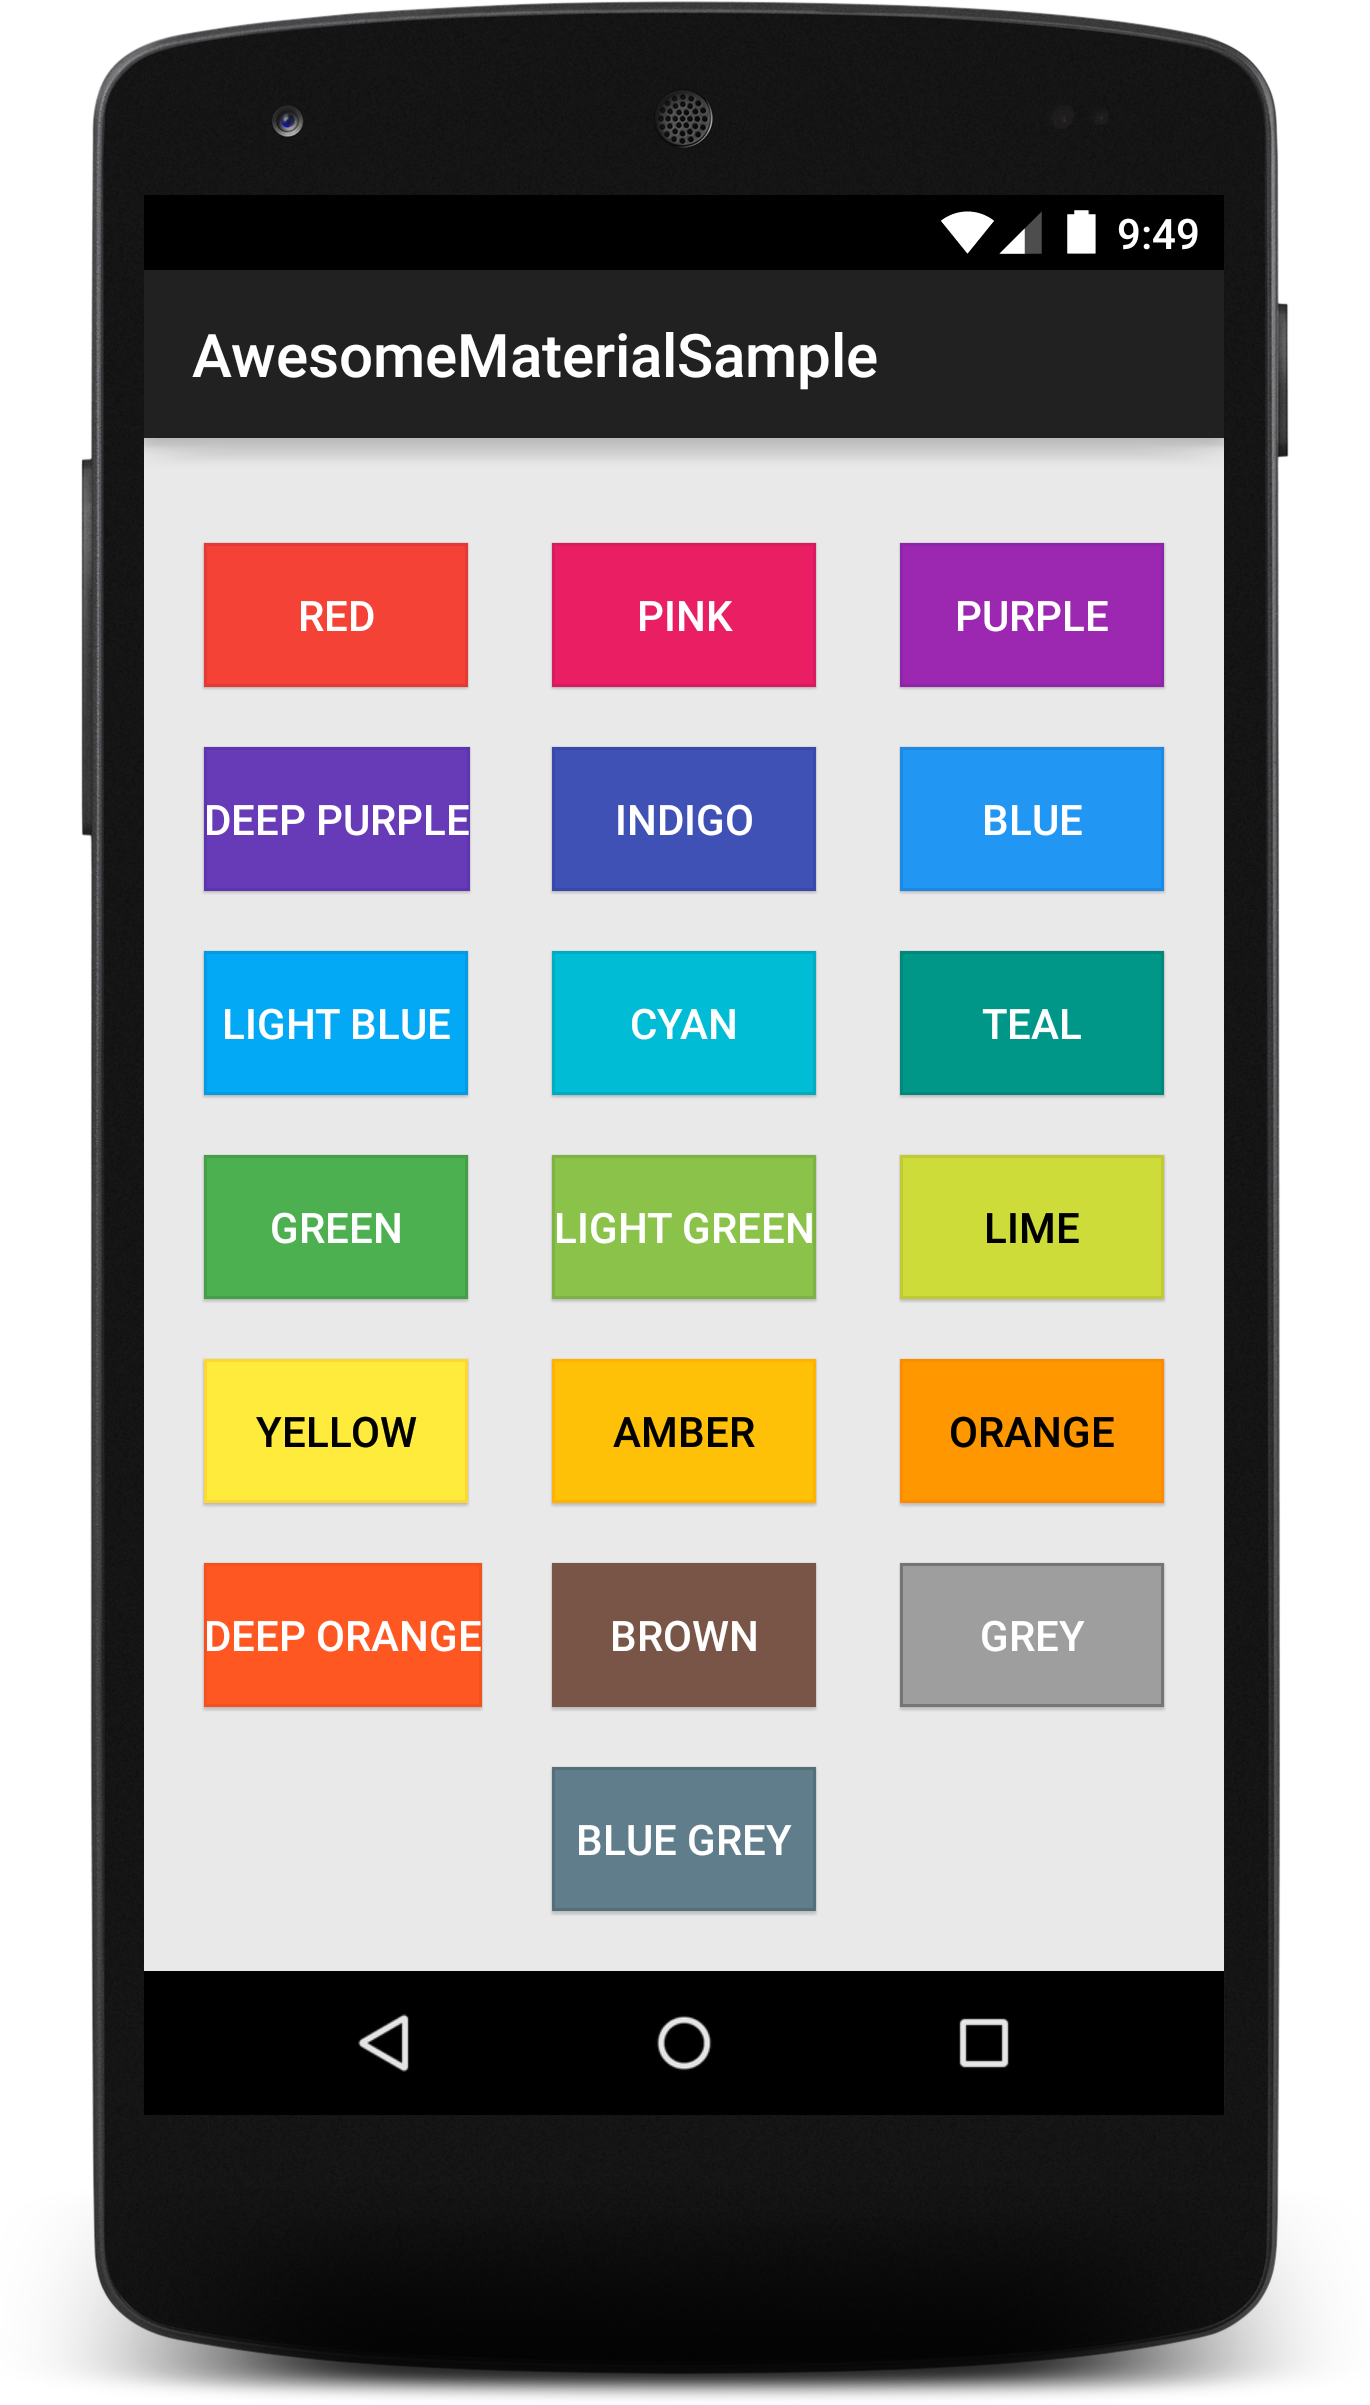 9:49
AwesomeMaterialSample
RED
PINK
PURPLE
DEEP PURPLE
INDIGO
BLUE
LIGHT BLUE
CYAN
TEAL
GREEN
LIGHT GREEN
LIME
YELLOW
AMBER
ORANGE
DEEP ORANGE
BROWN
GREY
BLUE GREY